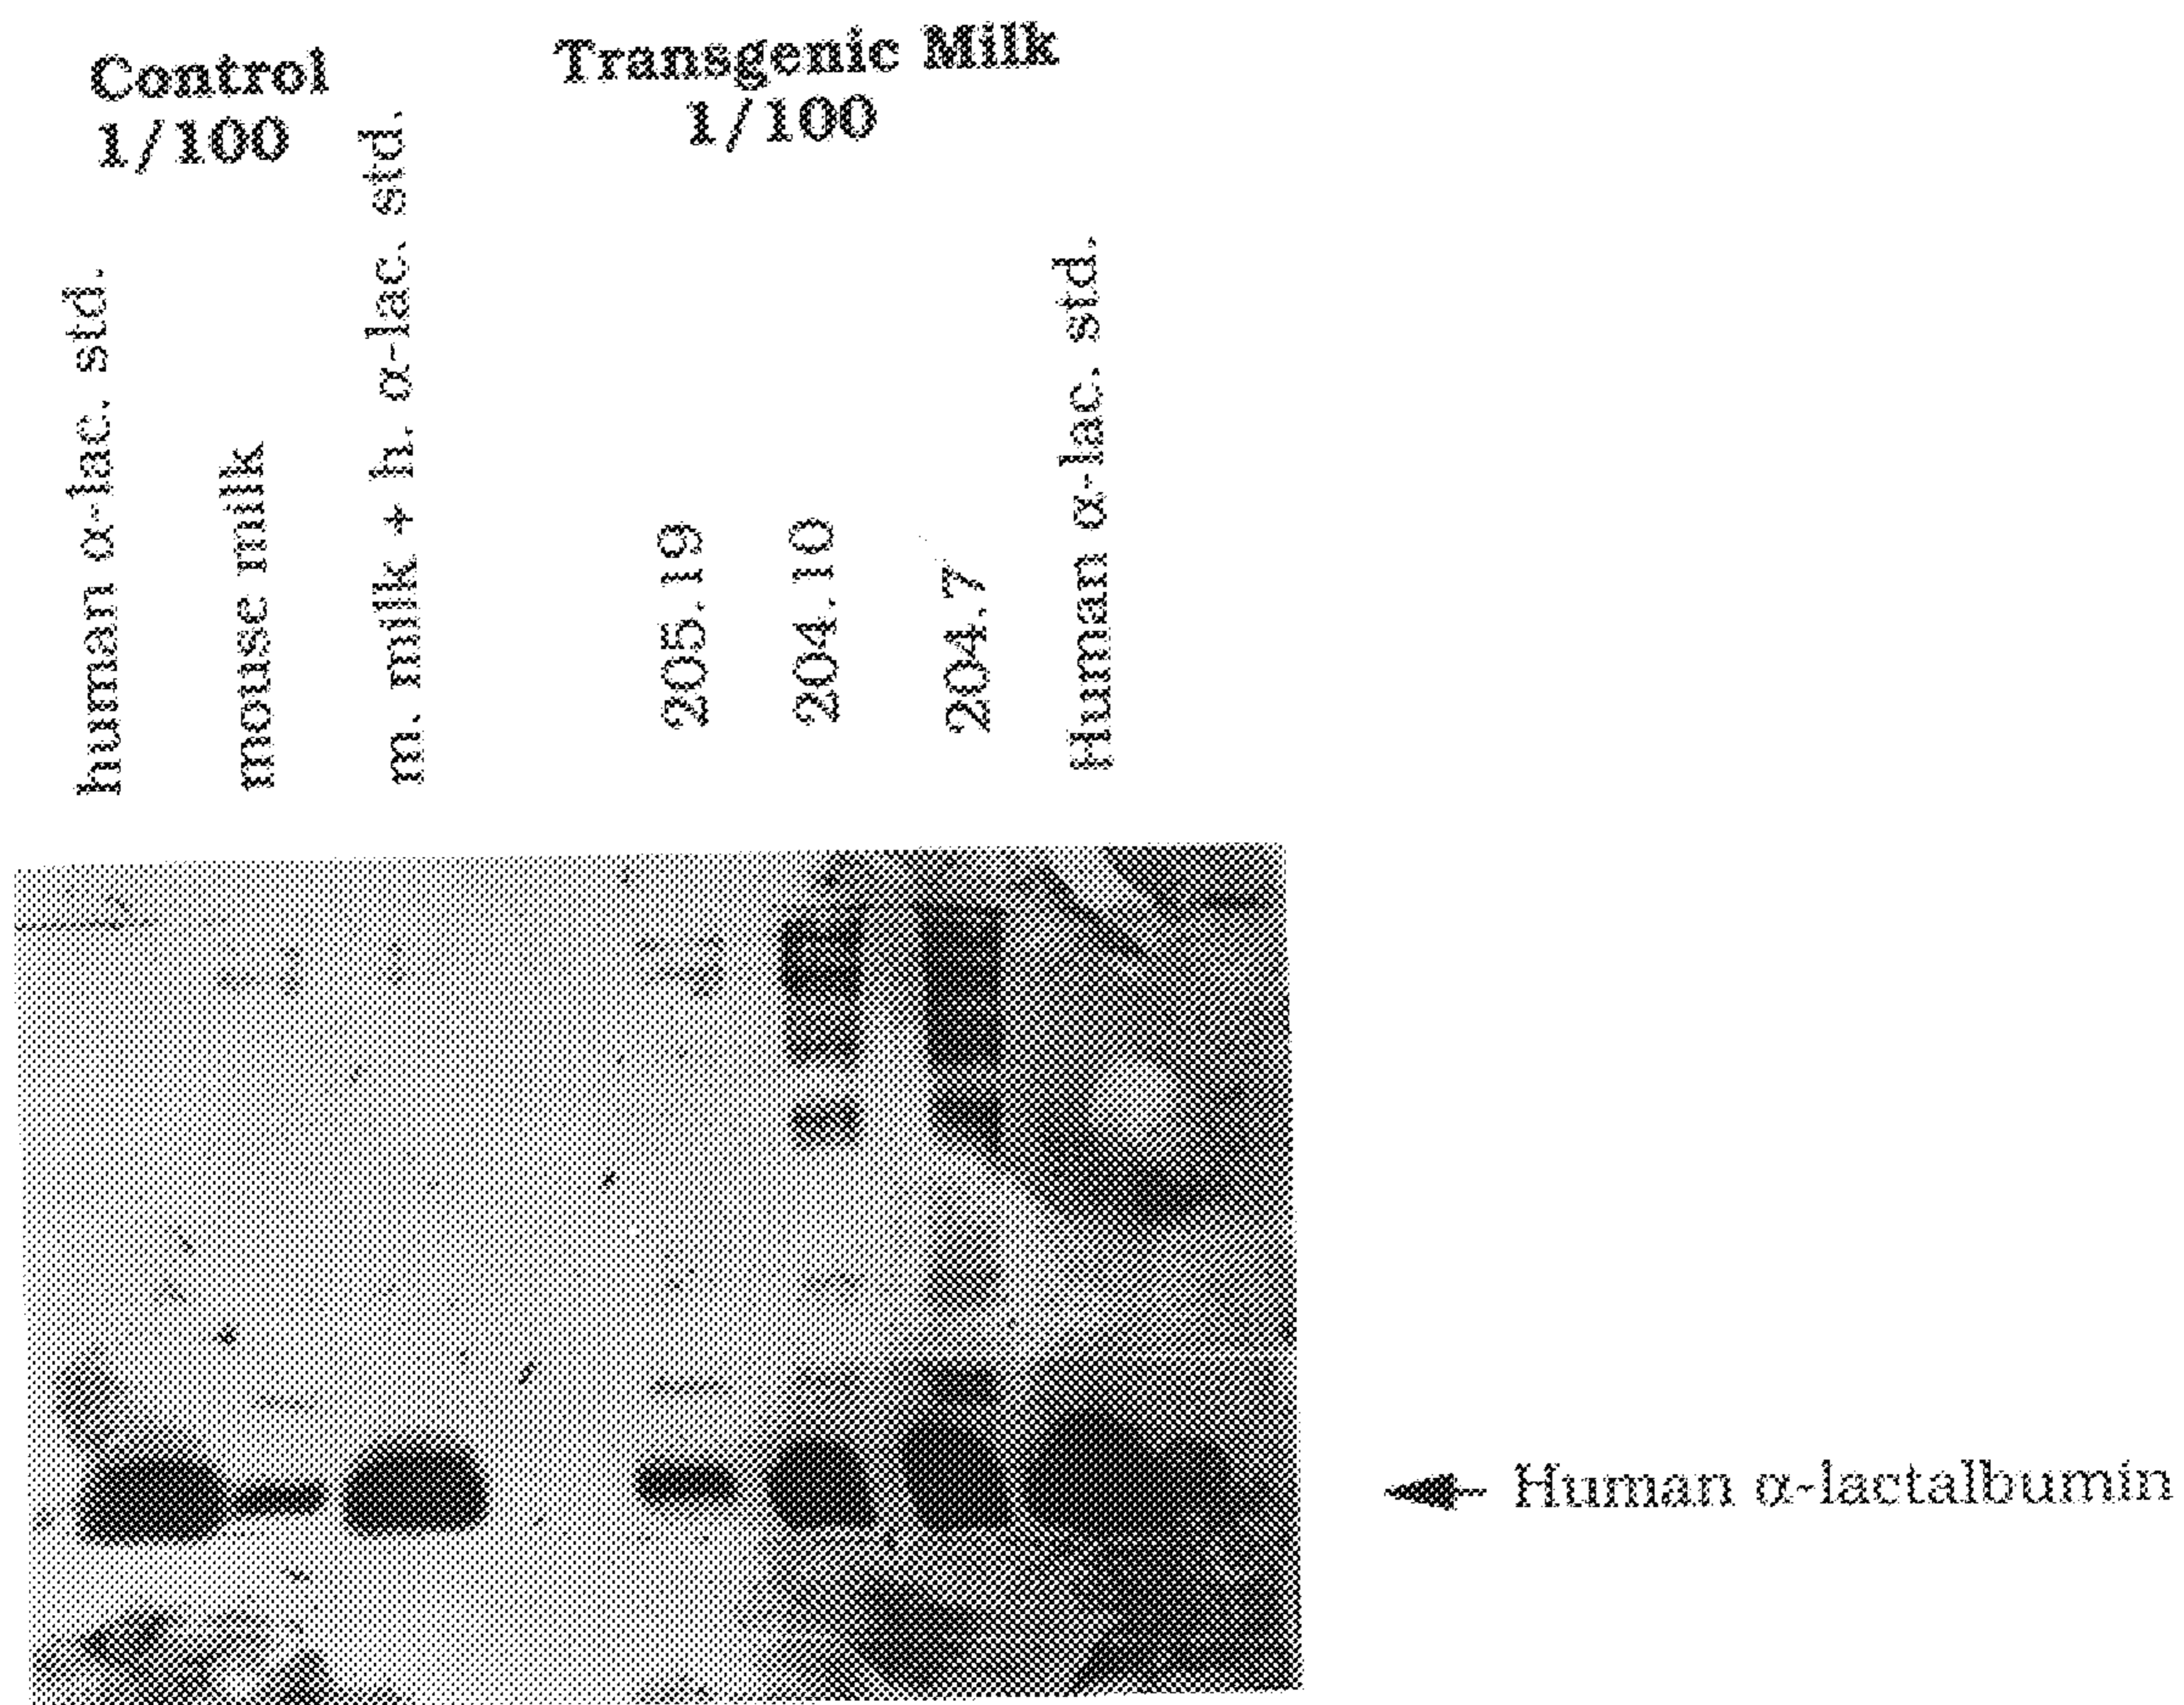 Control
1/100
Transgenic Milk
1/100
human α-lac. std.
mouse milk
m. milk + h. α-lac. std.
205.19
204.10
204.7
Human α-lac. std.
Human α-lactalbumin